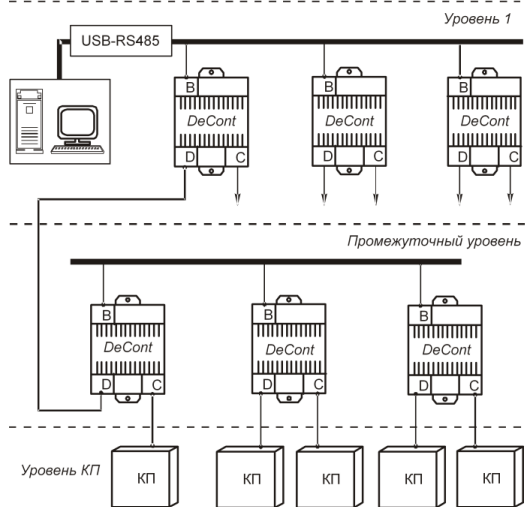 Уровень 1
USB-RS485
B B B
DeCont DeCont DeCont
D C D C D C
Промежуточный уровень
B B B
DeCont DeCont DeCont
D C D C D C
Уровень КП
КП КП КП КП КП